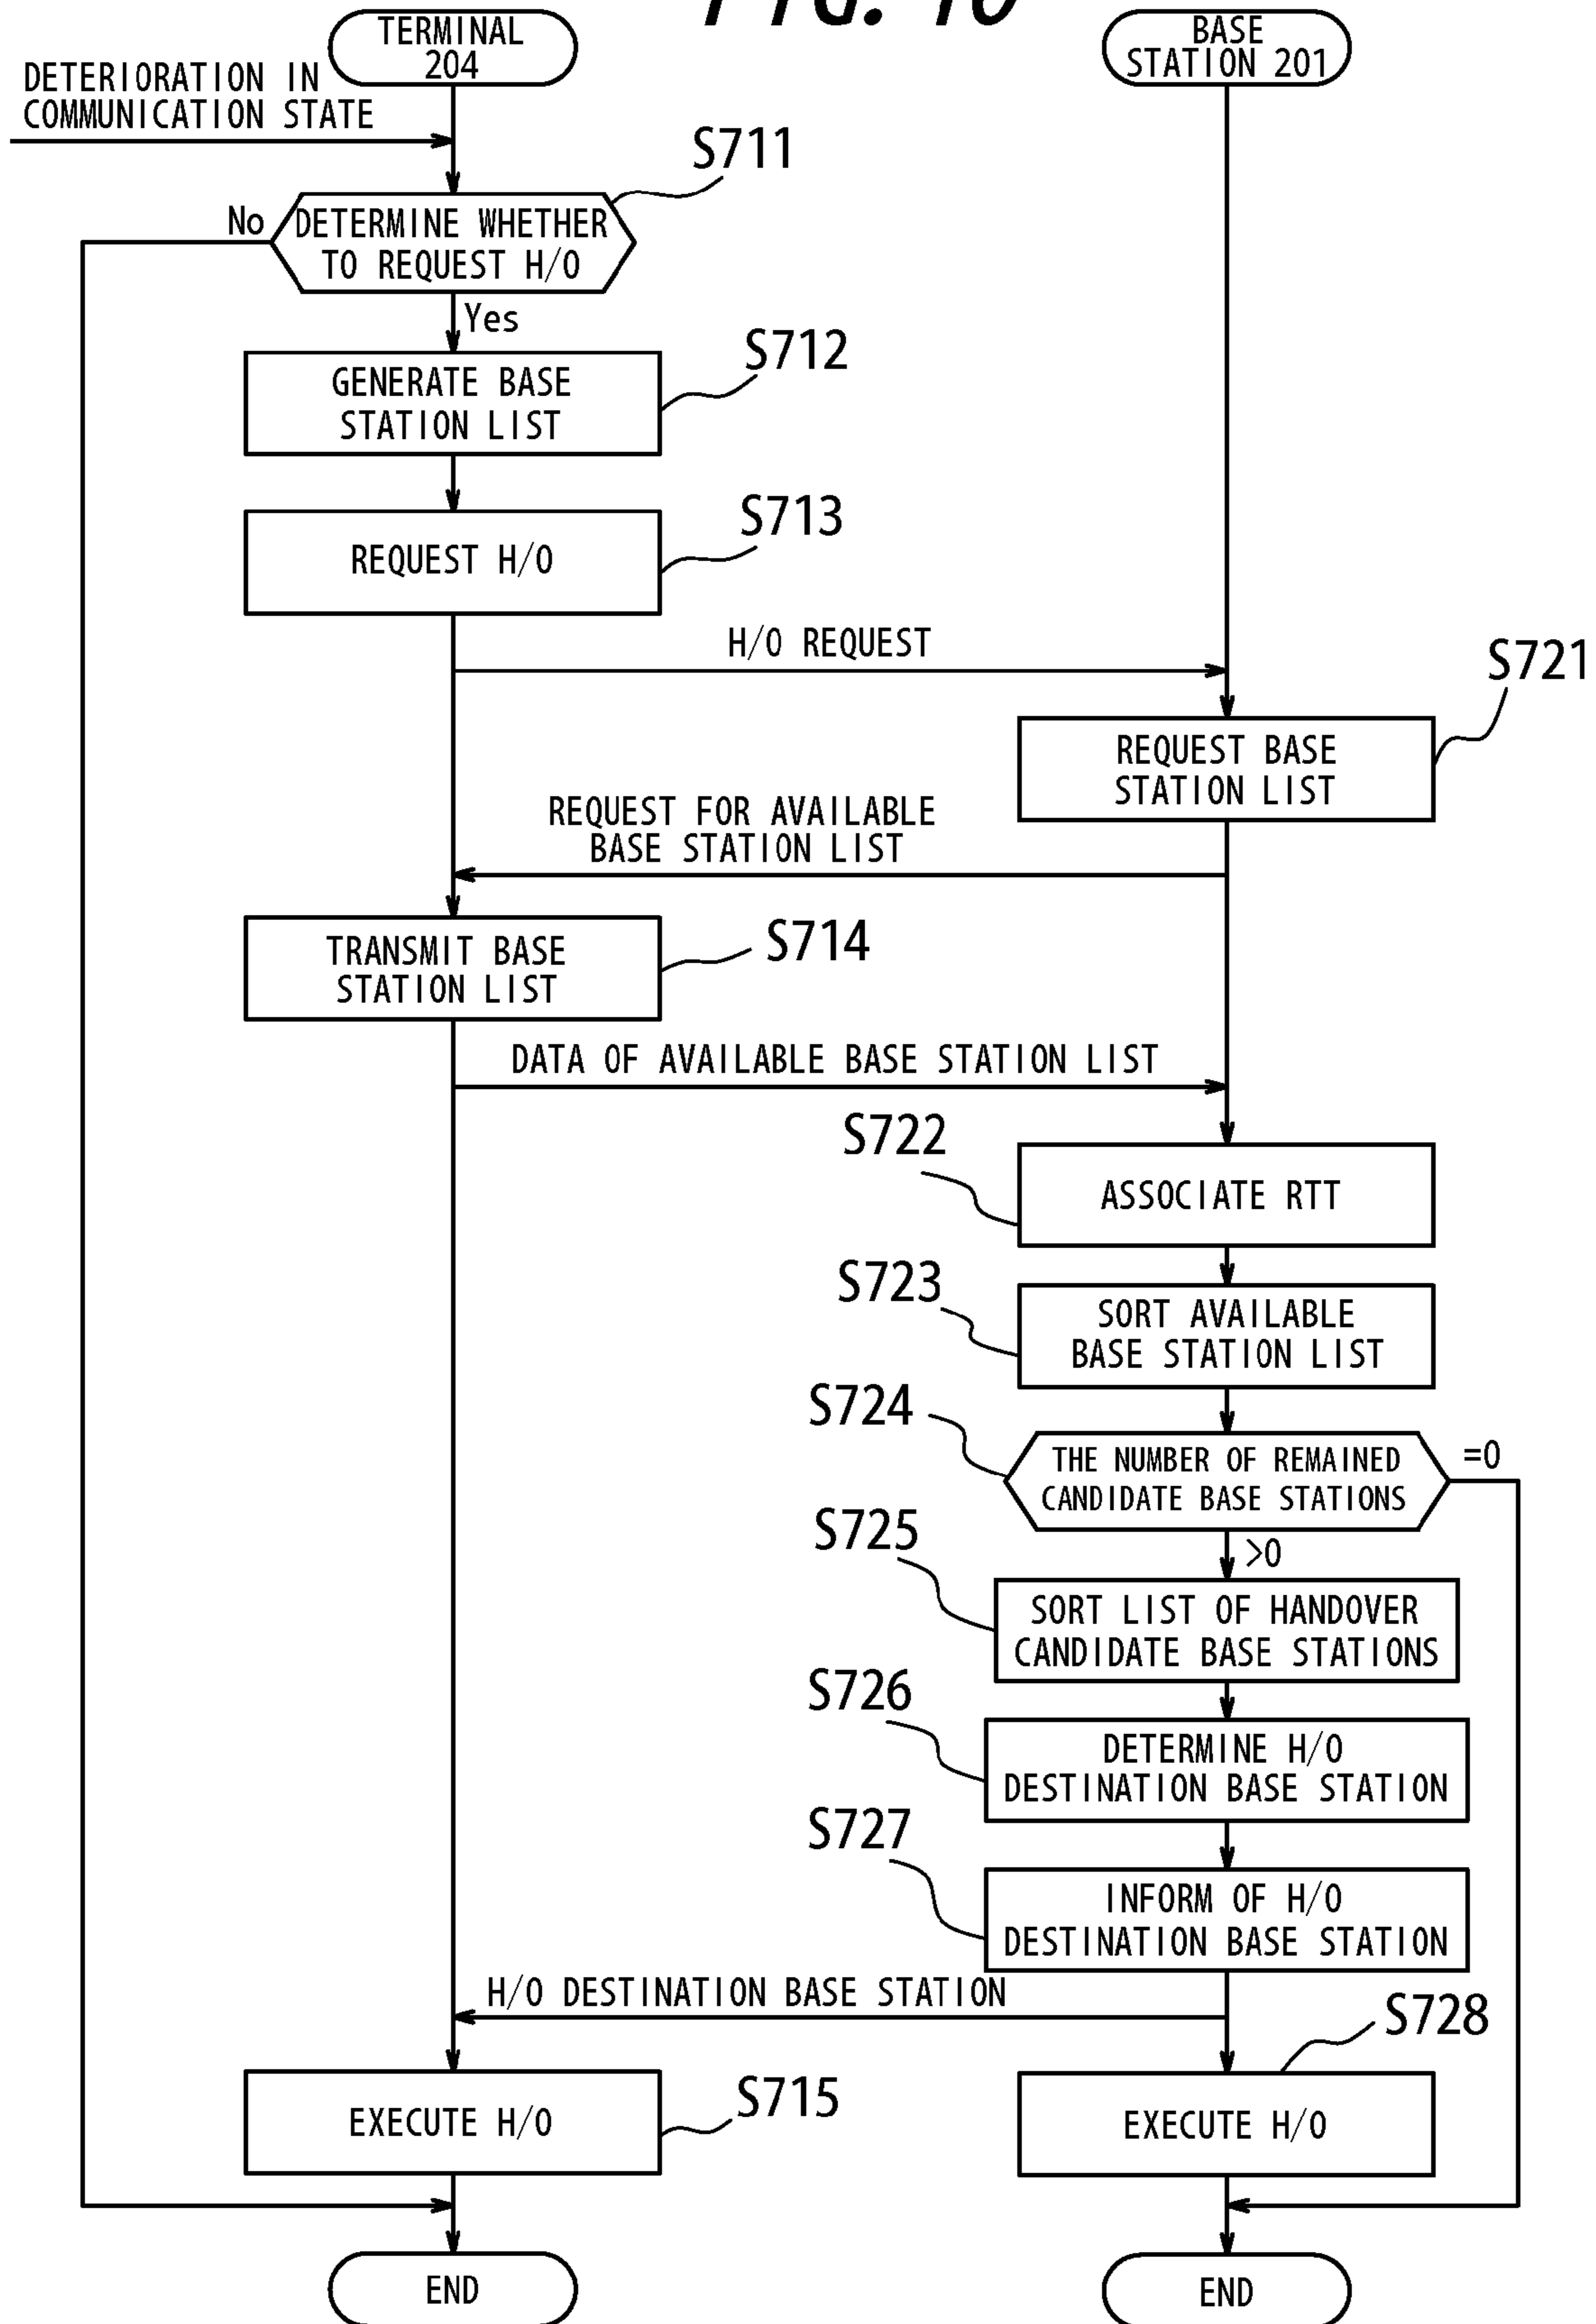 TERMINAL
204
BASE
STATION 201
DETERIORATION IN
COMMUNICATION STATE
S711
No
DETERMINE WHETHER
TO REQUEST H/O
Yes
S712
GENERATE BASE
STATION LIST
S713
REQUEST H/O
H/O REQUEST
S721
REQUEST BASE
STATION LIST
REQUEST FOR AVAILABLE
BASE STATION LIST
S714
TRANSMIT BASE
STATION LIST
DATA OF AVAILABLE BASE STATION LIST
S722
ASSOCIATE RTT
S723
SORT AVAILABLE
BASE STATION LIST
S724
THE NUMBER OF REMAINED
CANDIDATE BASE STATIONS
=0
>0
S725
SORT LIST OF HANDOVER
CANDIDATE BASE STATIONS
S726
DETERMINE H/O
DESTINATION BASE STATION
S727
INFORM OF H/O
DESTINATION BASE STATION
H/O DESTINATION BASE STATION
S728
EXECUTE H/O
S715
EXECUTE H/O
END
END